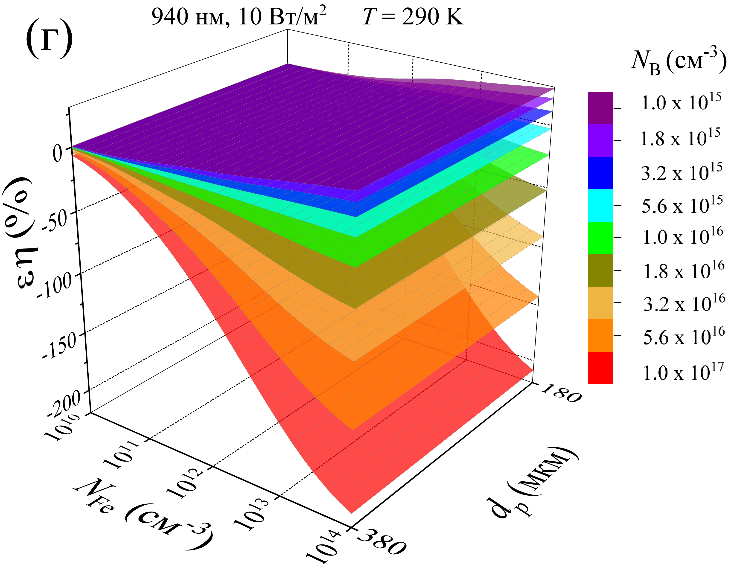 (г)
940 нм, 10 Вт/м² T = 290 K
N_B (см⁻³)
1.0 x 10¹⁵
1.8 x 10¹⁵
3.2 x 10¹⁵
5.6 x 10¹⁵
1.0 x 10¹⁶
1.8 x 10¹⁶
3.2 x 10¹⁶
5.6 x 10¹⁶
1.0 x 10¹⁷
εη (%)
0
-50
-100
-150
-200
10¹⁰
10¹¹
10¹²
10¹³
10¹⁴
N_Fe (см⁻³)
180
380
d_p (мкм)